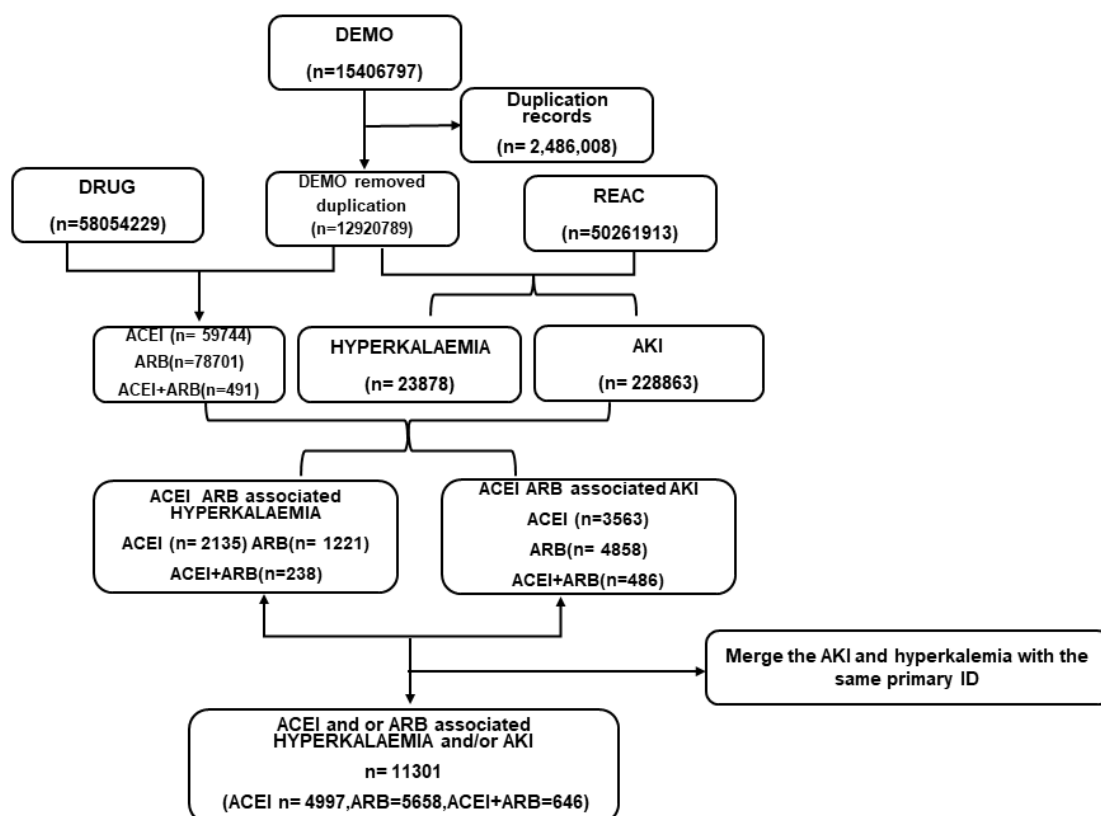 DEMO
(n=15406797)
Duplication
records
(n= 2,486,008)
DRUG
(n=58054229)
DEMO removed
duplication
(n=12920789)
REAC
(n=50261913)
ACEI (n= 59744)
ARB(n=78701)
ACEI+ARB(n=491)
HYPERKALAEMIA
(n= 23878)
AKI
(n= 228863)
ACEI ARB associated
HYPERKALAEMIA
ACEI (n= 2135) ARB(n= 1221)
ACEI+ARB(n=238)
ACEI ARB associated AKI
ACEI (n=3563)
ARB(n= 4858)
ACEI+ARB(n=486)
Merge the AKI and hyperkalemia with the
same primary ID
ACEI and or ARB associated
HYPERKALAEMIA and/or AKI
n= 11301
(ACEI n= 4997,ARB=5658,ACEI+ARB=646)